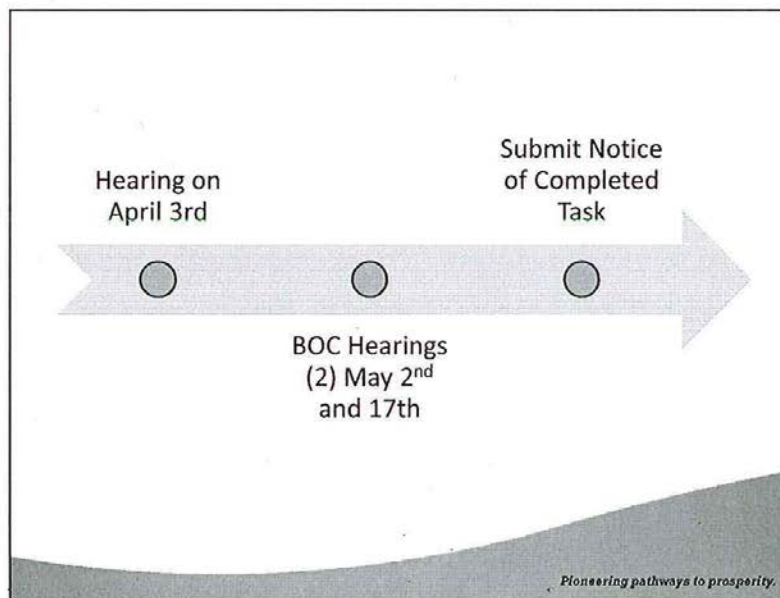 Hearing on
April 3rd
BOC Hearings
(2) May 2nd
and 17th
Submit Notice
of Completed
Task
Pioneering pathways to prosperity.